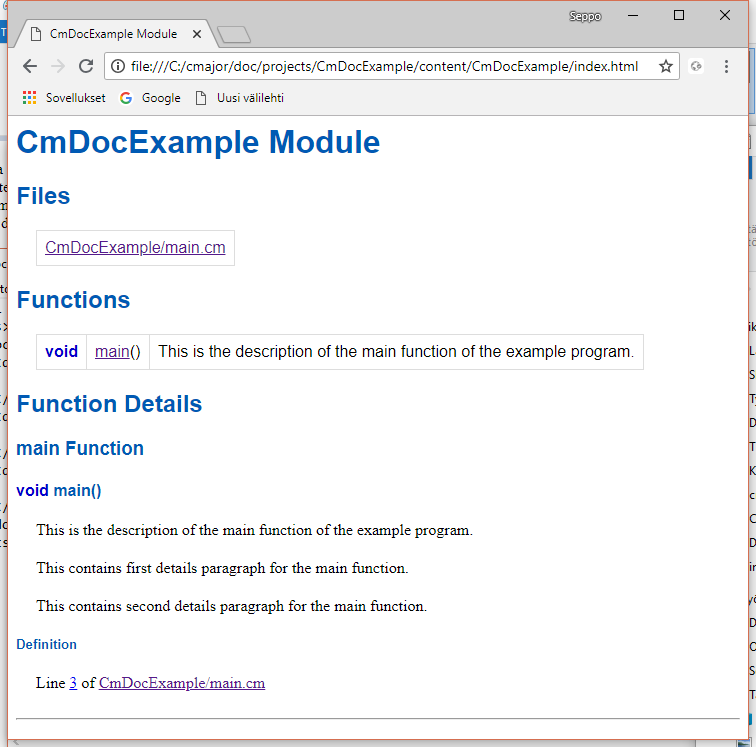 Seppo
CmDocExample Module
file:///C:/cmajor/doc/projects/CmDocExample/content/CmDocExample/index.html
Sovellukset Google Uusi välilehti
CmDocExample Module
Files
CmDocExample/main.cm
Functions
void main() This is the description of the main function of the example program.
Function Details
main Function
void main()
This is the description of the main function of the example program.
This contains first details paragraph for the main function.
This contains second details paragraph for the main function.
Definition
Line 3 of CmDocExample/main.cm